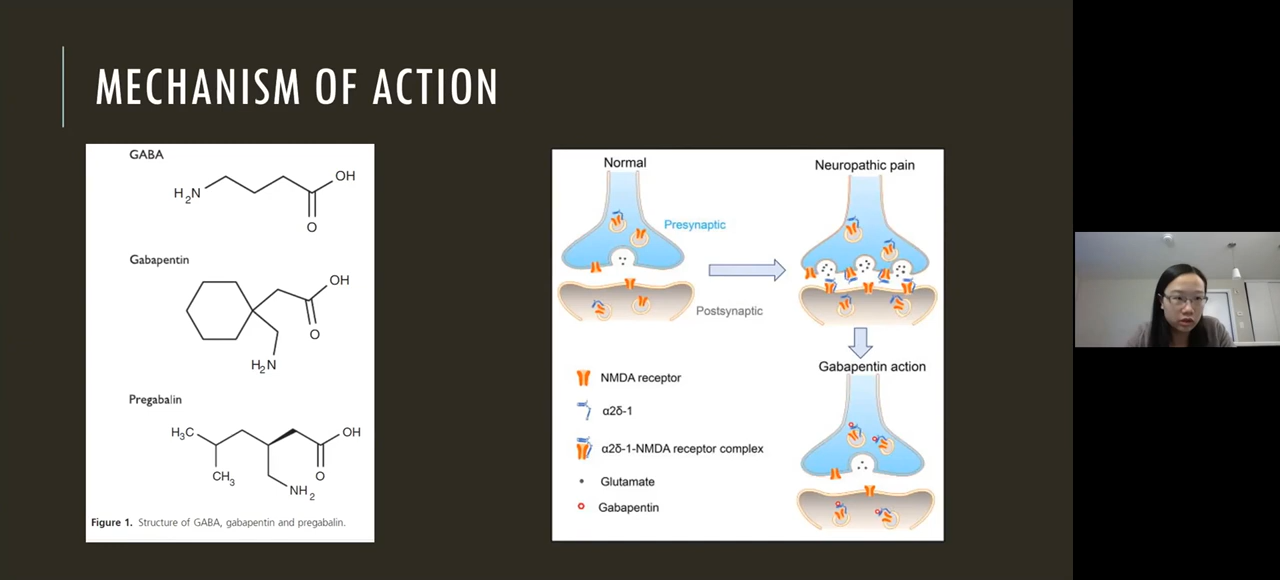 MECHANISM OF ACTION
GABA
H2N
OH
O
Gabapentin
OH
O
H2N
Pregabalin
H3C
OH
CH3
O
NH2
Figure 1. Structure of GABA, gabapentin and pregabalin.
Normal
Neuropathic pain
Presynaptic
Postsynaptic
Gabapentin action
NMDA receptor
α2δ-1
α2δ-1-NMDA receptor complex
Glutamate
Gabapentin